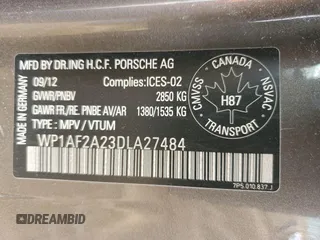 MFD BY DR.ING H.C.F. PORSCHE AG
09/12 Complies:ICES-02
GVWR/PNBV 2850 KG
GAWR FR./RE. PNBE AV/AR 1380/1535 KG
TYPE : MPV / VTUM
WP1AF2A23DLA27484
MADE IN GERMANY
CANADA
CMVSS
NSVAC
H87
TRANSPORT
7P5.010.837.J
DREAMBID